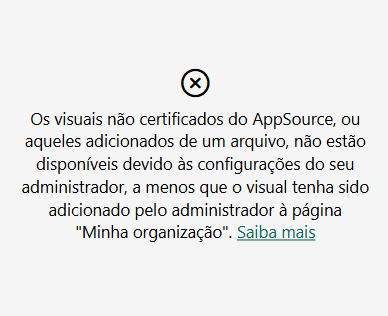 Os visuais não certificados do AppSource, ou
aqueles adicionados de um arquivo, não estão
disponíveis devido às configurações do seu
administrador, a menos que o visual tenha sido
adicionado pelo administrador à página
"Minha organização". Saiba mais